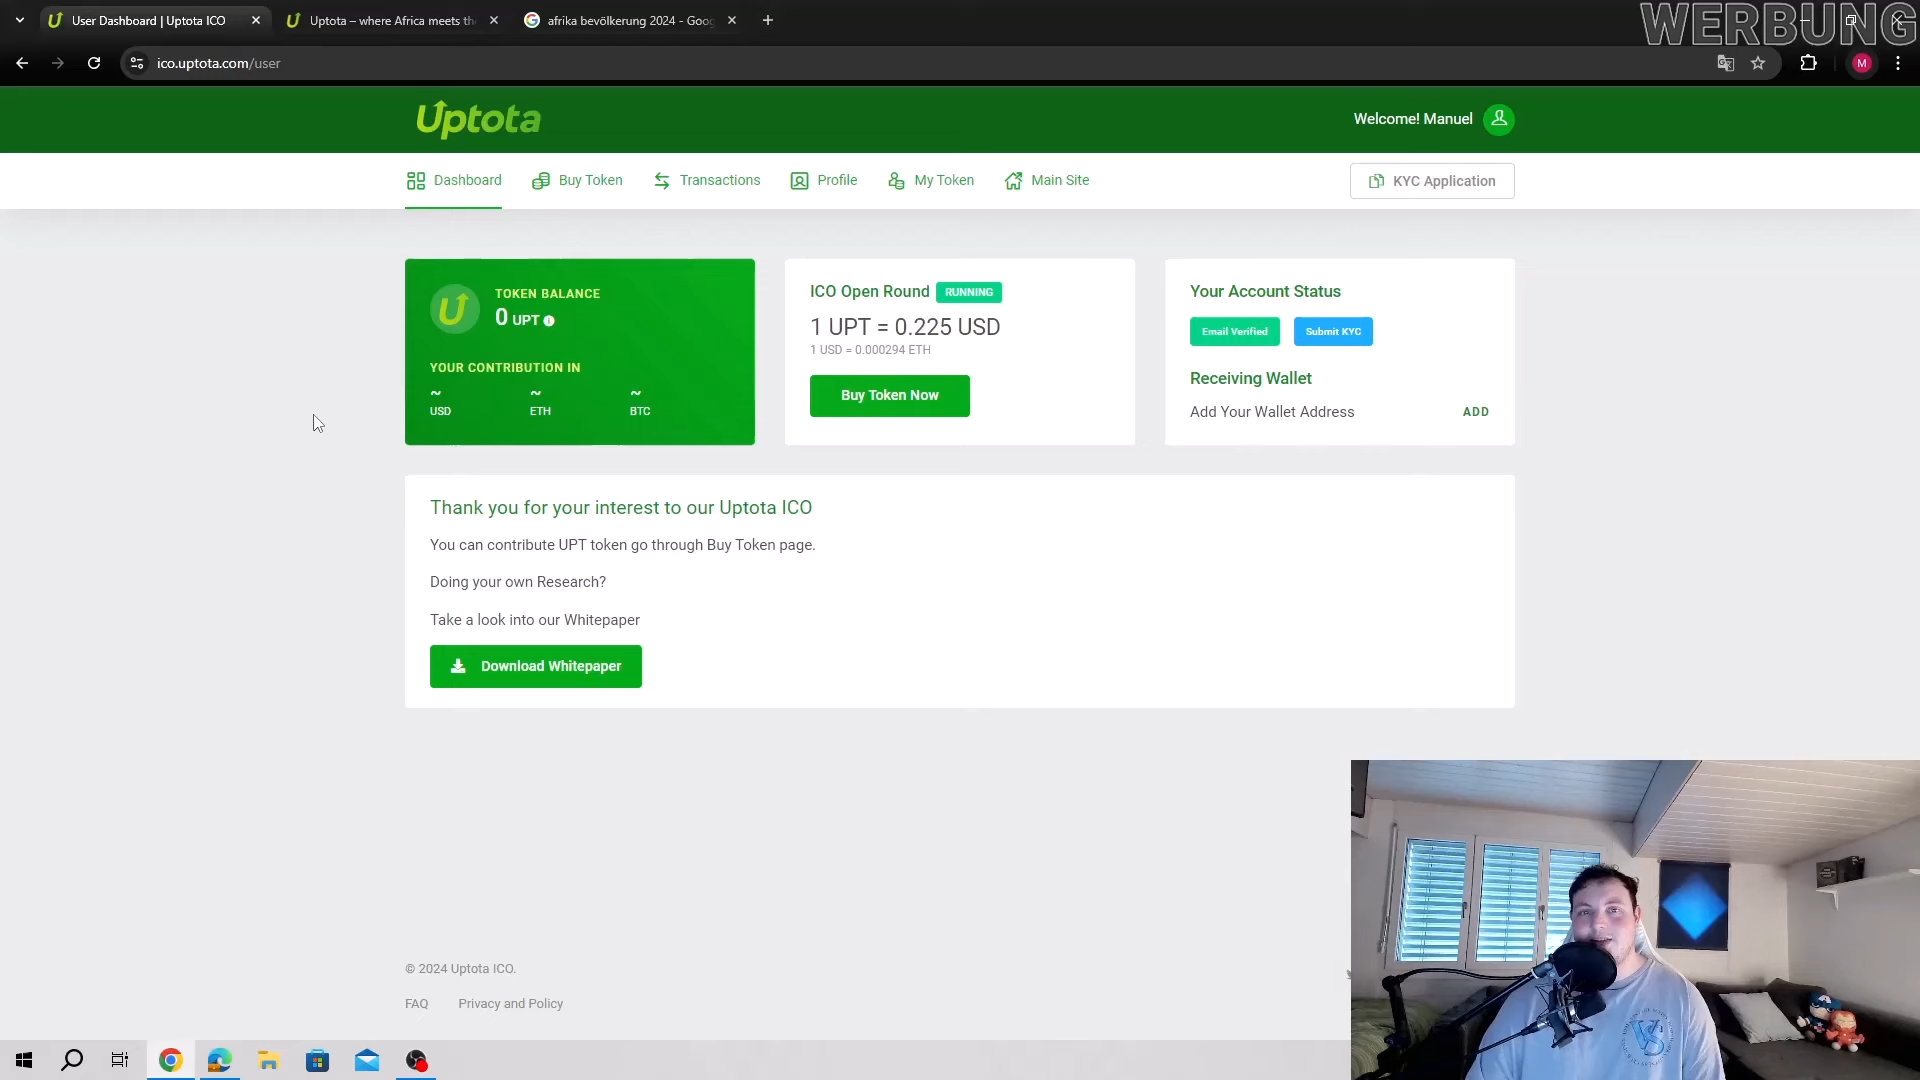 User Dashboard | Uptota ICO
Uptota – where Africa meets th
afrika bevölkerung 2024 - Goog
WERBUNG
ico.uptota.com/user
M
Uptota
Welcome! Manuel
Dashboard
Buy Token
Transactions
Profile
My Token
Main Site
KYC Application
TOKEN BALANCE
0 UPT
YOUR CONTRIBUTION IN
~ ~ ~
USD ETH BTC
ICO Open Round RUNNING
1 UPT = 0.225 USD
1 USD = 0.000294 ETH
Buy Token Now
Your Account Status
Email Verified Submit KYC
Receiving Wallet
Add Your Wallet Address ADD
Thank you for your interest to our Uptota ICO
You can contribute UPT token go through Buy Token page.
Doing your own Research?
Take a look into our Whitepaper
Download Whitepaper
© 2024 Uptota ICO.
FAQ Privacy and Policy